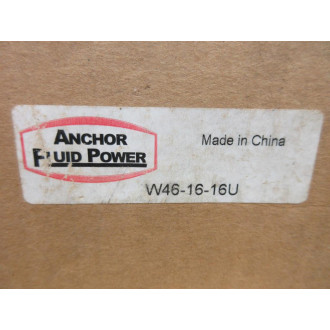 ANCHOR
FLUID POWER
Made in China
W46-16-16U